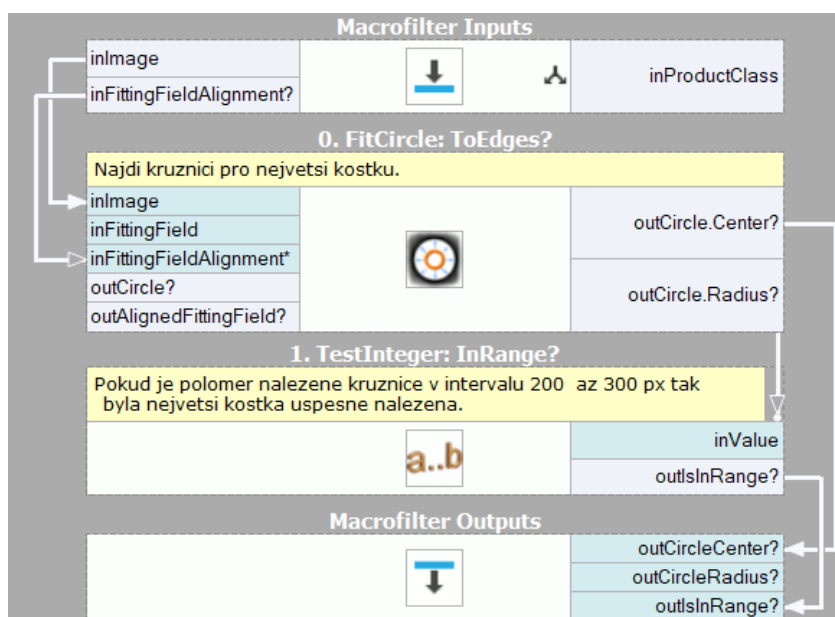 Macrofilter Inputs
inImage
inFittingFieldAlignment?
inProductClass
0. FitCircle: ToEdges?
Najdi kruznici pro nejvetsi kostku.
inImage
inFittingField
inFittingFieldAlignment*
outCircle?
outAlignedFittingField?
outCircle.Center?
outCircle.Radius?
1. TestInteger: InRange?
Pokud je polomer nalezene kruznice v intervalu 200 az 300 px tak
byla nejvetsi kostka uspesne nalezena.
a..b
inValue
outIsInRange?
Macrofilter Outputs
outCircleCenter?
outCircleRadius?
outIsInRange?